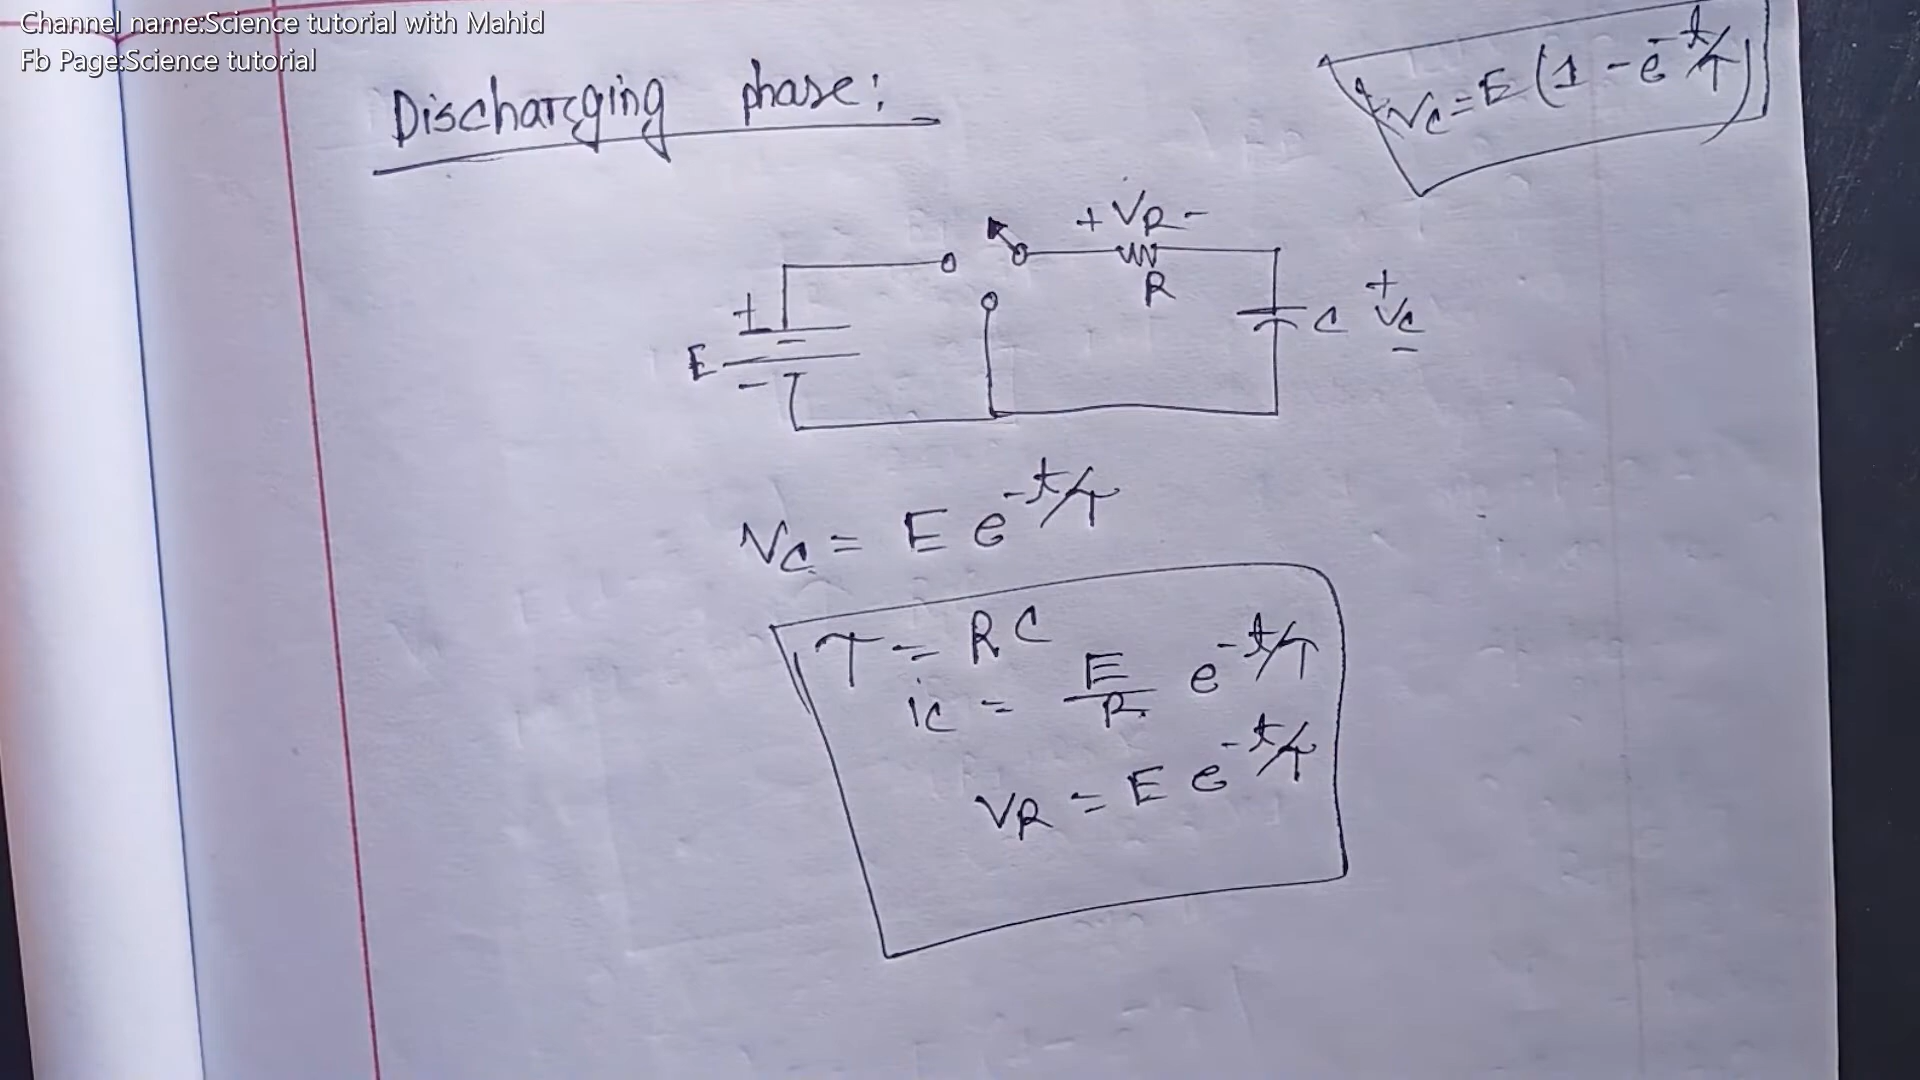 Channel name:Science tutorial with Mahid
Fb Page:Science tutorial
Discharging phase:
Vc = E (1 - e^-t/τ)
+ VR -
R
+
E
-
C
+
Vc
-
Vc = E e^-t/τ
τ = RC
ic = E/R e^-t/τ
VR = E e^-t/τ